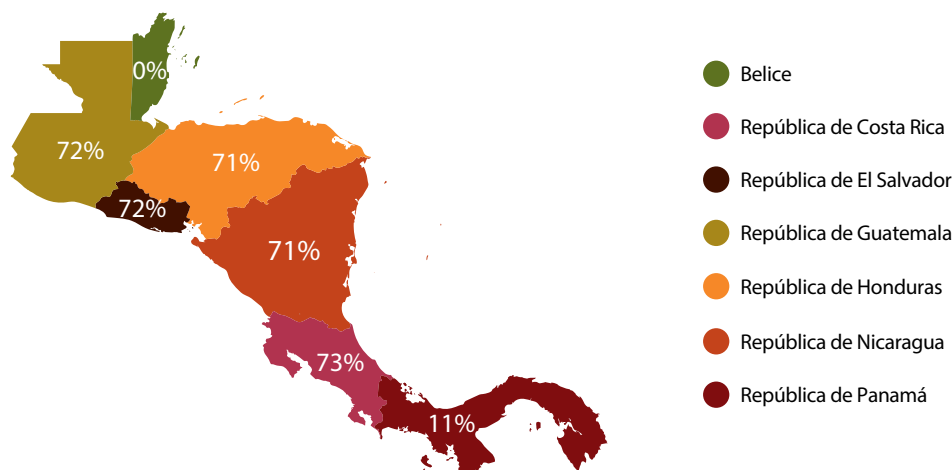 0%
72%
71%
72%
71%
73%
11%
Belice
República de Costa Rica
República de El Salvador
República de Guatemala
República de Honduras
República de Nicaragua
República de Panamá